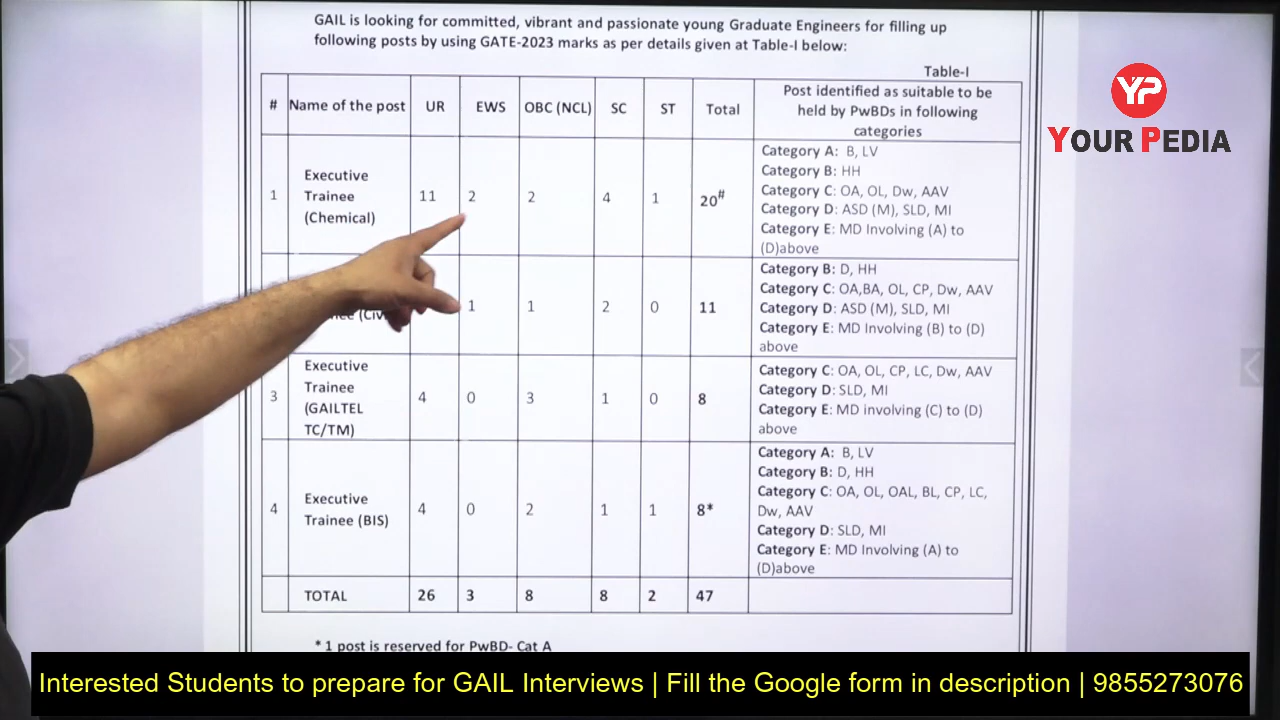 GAIL is looking for committed, vibrant and passionate young Graduate Engineers for filling up
following posts by using GATE-2023 marks as per details given at Table-I below:
Table-I
# Name of the post UR EWS OBC (NCL) SC ST Total Post identified as suitable to be held by PwBDs in following categories
1 Executive Trainee (Chemical) 11 2 2 4 1 20#
Category A: B, LV
Category B: HH
Category C: OA, OL, Dw, AAV
Category D: ASD (M), SLD, MI
Category E: MD Involving (A) to
(D)above
1 1 2 0 11
Category B: D, HH
Category C: OA,BA, OL, CP, Dw, AAV
Category D: ASD (M), SLD, MI
Category E: MD Involving (B) to (D)
above
3 Executive Trainee (GAILTEL TC/TM) 4 0 3 1 0 8
Category C: OA, OL, CP, LC, Dw, AAV
Category D: SLD, MI
Category E: MD involving (C) to (D)
above
4 Executive Trainee (BIS) 4 0 2 1 1 8*
Category A: B, LV
Category B: D, HH
Category C: OA, OL, OAL, BL, CP, LC,
Dw, AAV
Category D: SLD, MI
Category E: MD Involving (A) to
(D)above
TOTAL 26 3 8 8 2 47
* 1 post is reserved for PwBD- Cat A
YP
YOUR PEDIA
Interested Students to prepare for GAIL Interviews | Fill the Google form in description | 9855273076